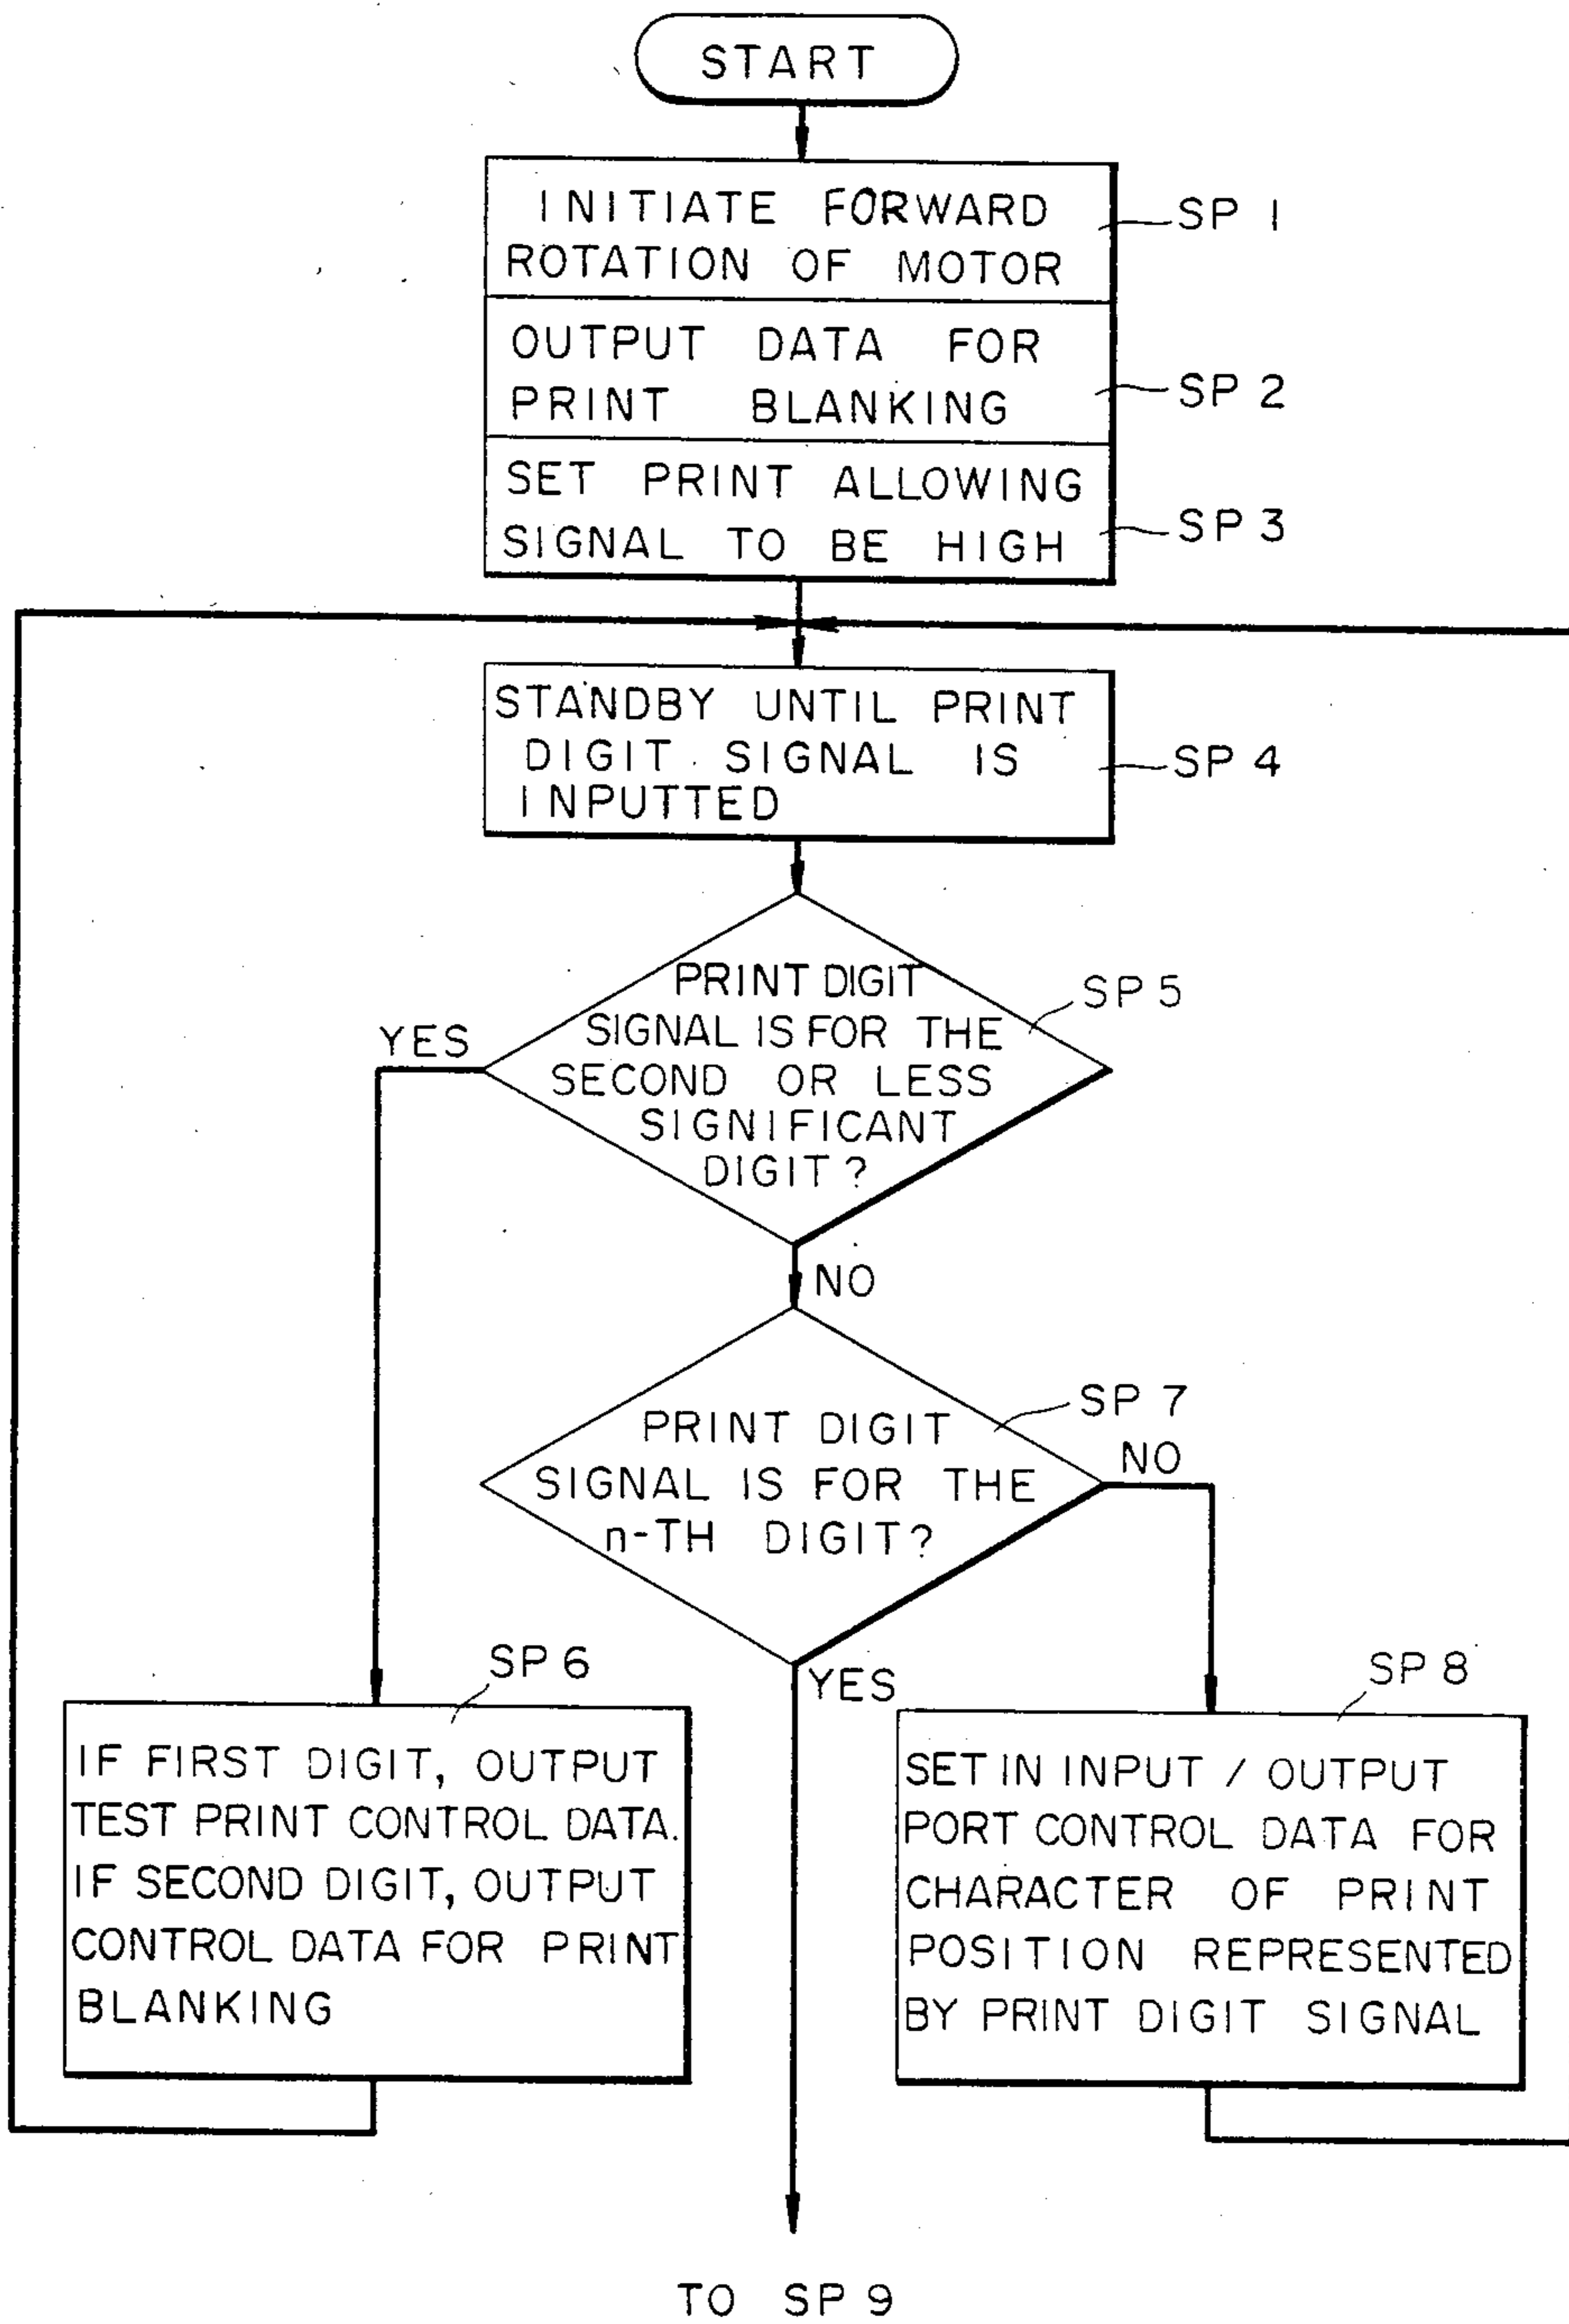 START
INITIATE FORWARD
ROTATION OF MOTOR
SP 1
OUTPUT DATA FOR
PRINT BLANKING
SP 2
SET PRINT ALLOWING
SIGNAL TO BE HIGH
SP 3
STANDBY UNTIL PRINT
DIGIT SIGNAL IS
INPUTTED
SP 4
PRINT DIGIT
SIGNAL IS FOR THE
SECOND OR LESS
SIGNIFICANT
DIGIT?
SP 5
YES
NO
PRINT DIGIT
SIGNAL IS FOR THE
n-TH DIGIT?
SP 7
NO
YES
SP 6
IF FIRST DIGIT, OUTPUT
TEST PRINT CONTROL DATA.
IF SECOND DIGIT, OUTPUT
CONTROL DATA FOR PRINT
BLANKING
SP 8
SET IN INPUT / OUTPUT
PORT CONTROL DATA FOR
CHARACTER OF PRINT
POSITION REPRESENTED
BY PRINT DIGIT SIGNAL
TO SP 9